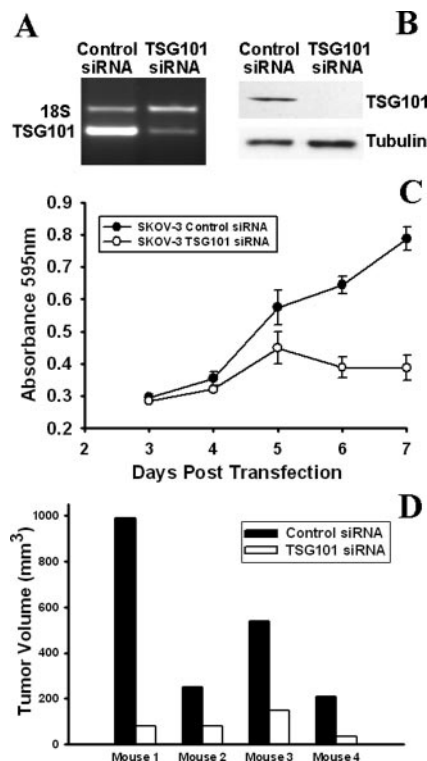 A
Control TSG101
siRNA siRNA
18S
TSG101
B
Control TSG101
siRNA siRNA
TSG101
Tubulin
C
0.9
0.8
0.7
0.6
0.5
0.4
0.3
0.2
Absorbance 595nm
SKOV-3 Control siRNA
SKOV-3 TSG101 siRNA
2 3 4 5 6 7
Days Post Transfection
D
1000
800
600
400
200
0
Tumor Volume (mm³)
Control siRNA
TSG101 siRNA
Mouse 1 Mouse 2 Mouse 3 Mouse 4